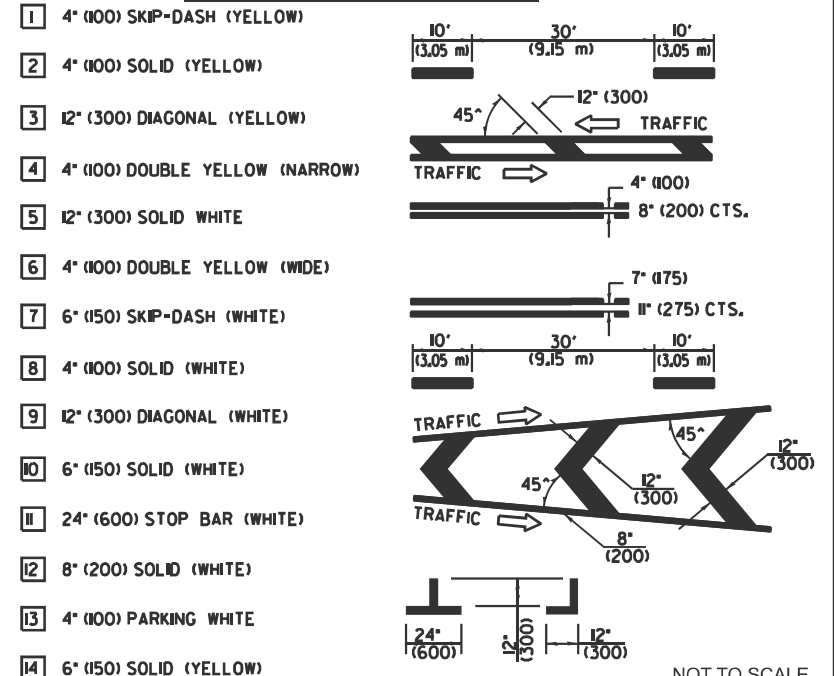 1 4" (100) SKIP-DASH (YELLOW)
2 4" (100) SOLID (YELLOW)
3 12" (300) DIAGONAL (YELLOW)
4 4" (100) DOUBLE YELLOW (NARROW)
5 12" (300) SOLID WHITE
6 4" (100) DOUBLE YELLOW (WIDE)
7 6" (150) SKIP-DASH (WHITE)
8 4" (100) SOLID (WHITE)
9 12" (300) DIAGONAL (WHITE)
10 6" (150) SOLID (WHITE)
11 24" (600) STOP BAR (WHITE)
12 8" (200) SOLID (WHITE)
13 4" (100) PARKING WHITE
14 6" (150) SOLID (YELLOW)
10' 30' 10'
(3.05 m) (9.15 m) (3.05 m)
12" (300)
45^
TRAFFIC
TRAFFIC
4" (100)
8" (200) CTS.
7" (175)
11" (275) CTS.
10' 30' 10'
(3.05 m) (9.15 m) (3.05 m)
TRAFFIC
45^
12"
(300)
45^
12"
(300)
TRAFFIC
8"
(200)
24"
(600)
12"
(300)
12"
(300)
NOT TO SCALE